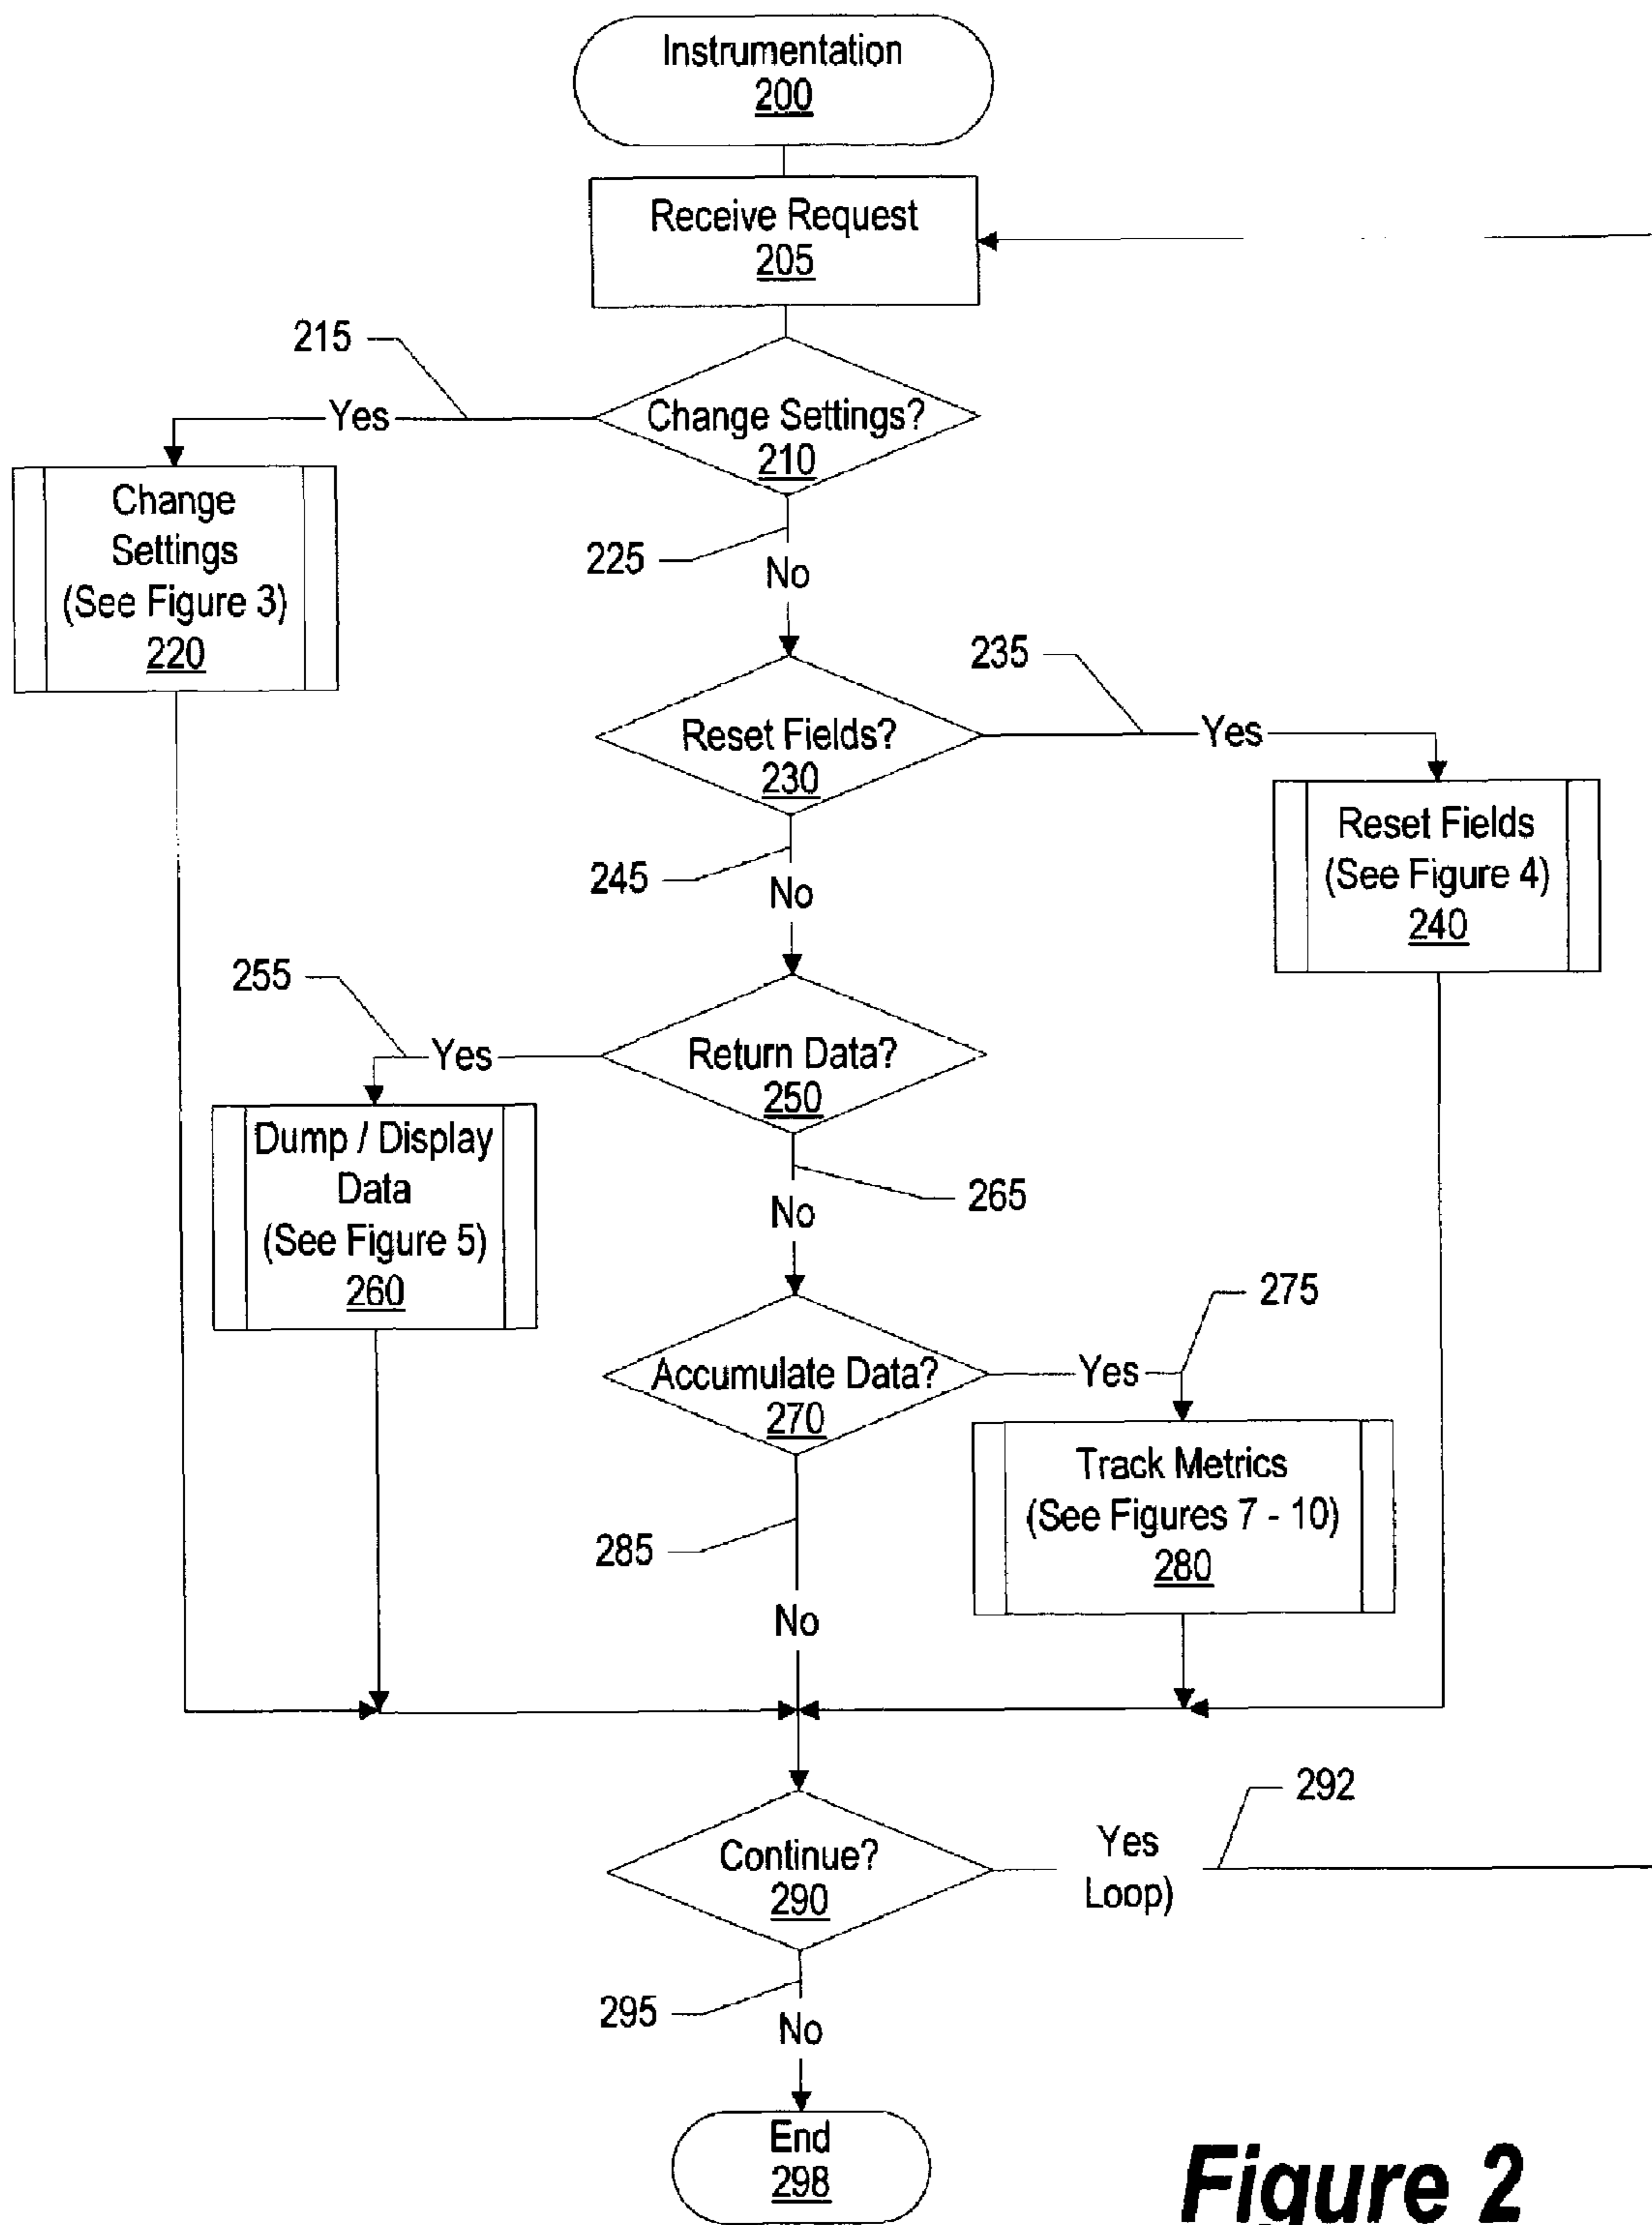 Instrumentation
200
Receive Request
205
215
Yes
Change Settings?
210
Change
Settings
(See Figure 3)
220
225
No
235
Reset Fields?
230
Yes
Reset Fields
(See Figure 4)
240
245
No
255
Yes
Return Data?
250
Dump / Display
Data
(See Figure 5)
260
265
No
275
Accumulate Data?
270
Yes
Track Metrics
(See Figures 7 - 10)
280
285
No
292
Continue?
290
Yes
Loop)
295
No
End
298
Figure 2